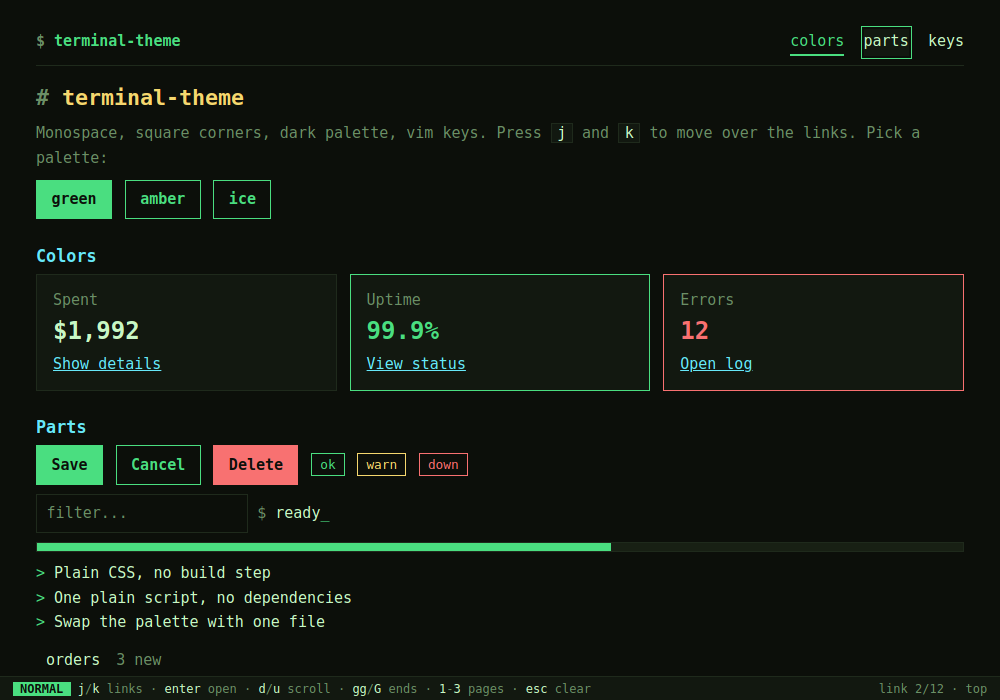 $ terminal-theme colors parts keys
# terminal-theme
Monospace, square corners, dark palette, vim keys. Press j and k to move over the links. Pick a
palette:
green amber ice
Colors
Spent Uptime Errors
$1,992 99.9% 12
Show details View status Open log
Parts
Save Cancel Delete ok warn down
filter... $ ready_
> Plain CSS, no build step
> One plain script, no dependencies
> Swap the palette with one file
orders 3 new
NORMAL j/k links · enter open · d/u scroll · gg/G ends · 1-3 pages · esc clear link 2/12 · top